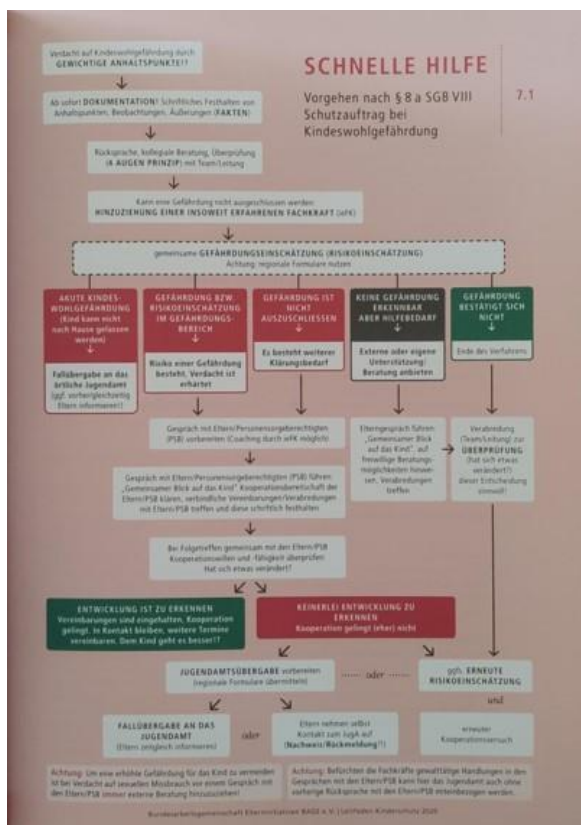 Verdacht auf Kindeswohlgefährdung durch
GEWICHTIGE ANHALTSPUNKTE!?
SCHNELLE HILFE
Vorgehen nach § 8 a SGB VIII
Schutzauftrag bei
Kindeswohlgefährdung
7.1
Ab sofort DOKUMENTATION! Schriftliches Festhalten von
Anhaltspunkten, Beobachtungen, Äußerungen (FAKTEN)
Rücksprache, kollegiale Beratung, Überprüfung
(4 AUGEN PRINZIP) mit Team/Leitung
Kann eine Gefährdung nicht ausgeschlossen werden:
HINZUZIEHUNG EINER INSOWEIT ERFAHRENEN FACHKRAFT (ieFK)
gemeinsame GEFÄHRDUNGSEINSCHÄTZUNG (RISIKOEINSCHÄTZUNG)
Achtung: regionale Formulare nutzen
AKUTE KINDES-
WOHLGEFÄHRDUNG
(Kind kann nicht
nach Hause gelassen
werden)
Fallübergabe an das
örtliche Jugendamt
(ggf. vorher/gleichzeitig
Eltern informieren!)
GEFÄHRDUNG BZW.
RISIKOEINSCHÄTZUNG
IM GEFÄHRDUNGS-
BEREICH
Risiko einer Gefährdung
besteht, Verdacht ist
erhärtet
GEFÄHRDUNG IST
NICHT
AUSZUSCHLIESSEN
Es besteht weiterer
Klärungsbedarf
KEINE GEFÄHRDUNG
ERKENNBAR
ABER HILFEBEDARF
Externe oder eigene
Unterstützung/
Beratung anbieten
GEFÄHRDUNG
BESTÄTIGT SICH
NICHT
Ende des Verfahrens
Gespräch mit Eltern/Personensorgeberechtigten
(PSB) vorbereiten (Coaching durch ieFK möglich)
Elterngespräch führen
„Gemeinsamer Blick
auf das Kind", auf
freiwillige Beratungs-
möglichkeiten hinwei-
sen, Verabredungen
treffen
Verabredung
(Team/Leitung) zur
ÜBERPRÜFUNG
(hat sich etwas
verändert?)
dieser Entscheidung
sinnvoll!
Gespräch mit Eltern/Personensorgeberechtigten (PSB) führen:
„Gemeinsamer Blick auf das Kind" Kooperationsbereitschaft der
Eltern/PSB klären, verbindliche Vereinbarungen/Verabredungen
mit Eltern/PSB treffen und diese schriftlich festhalten
Bei Folgetreffen gemeinsam mit den Eltern/PSB
Kooperationswillen und -fähigkeit überprüfen:
Hat sich etwas verändert?
ENTWICKLUNG IST ZU ERKENNEN
Vereinbarungen sind eingehalten, Kooperation
gelingt. In Kontakt bleiben, weitere Termine
vereinbaren. Dem Kind geht es besser!?
KEINERLEI ENTWICKLUNG ZU
ERKENNEN
Kooperation gelingt (eher) nicht
JUGENDAMTSÜBERGABE vorbereiten
(regionale Formulare übermitteln)
oder
ggfs. ERNEUTE
RISIKOEINSCHÄTZUNG
und
FALLÜBERGABE AN DAS
JUGENDAMT
(Eltern zeitgleich informieren)
oder
Eltern nehmen selbst
Kontakt zum JugA auf
(Nachweis/Rückmeldung!!)
erneuter
Kooperationsversuch
Achtung: Um eine erhöhte Gefährdung für das Kind zu vermeiden
ist bei Verdacht auf sexuellen Missbrauch vor einem Gespräch mit
den Eltern/PSB immer externe Beratung hinzuzuziehen!
Achtung: Befürchten die Fachkräfte gewalttätige Handlungen in den
Gesprächen mit den Eltern/PSB kann hier das Jugendamt auch ohne
vorherige Rücksprache mit den Eltern/PSB miteinbezogen werden.
Bundesarbeitsgemeinschaft Elterninitiativen BAGE e.V. | Leitfaden Kinderschutz 2020